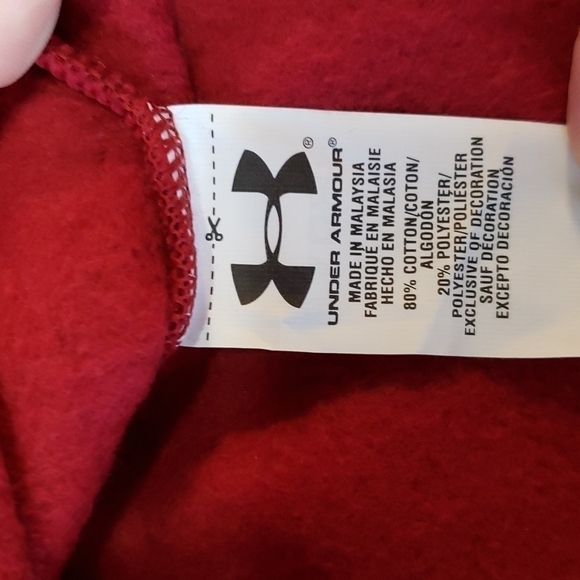 UNDER ARMOUR®
®
MADE IN MALAYSIA
FABRIQUÉ EN MALAISIE
HECHO EN MALASIA
80% COTTON/COTON/
ALGODÓN
20% POLYESTER/
POLYESTER/POLIÉSTER
EXCLUSIVE OF DECORATION
SAUF DÉCORATION
EXCEPTO DECORACIÓN